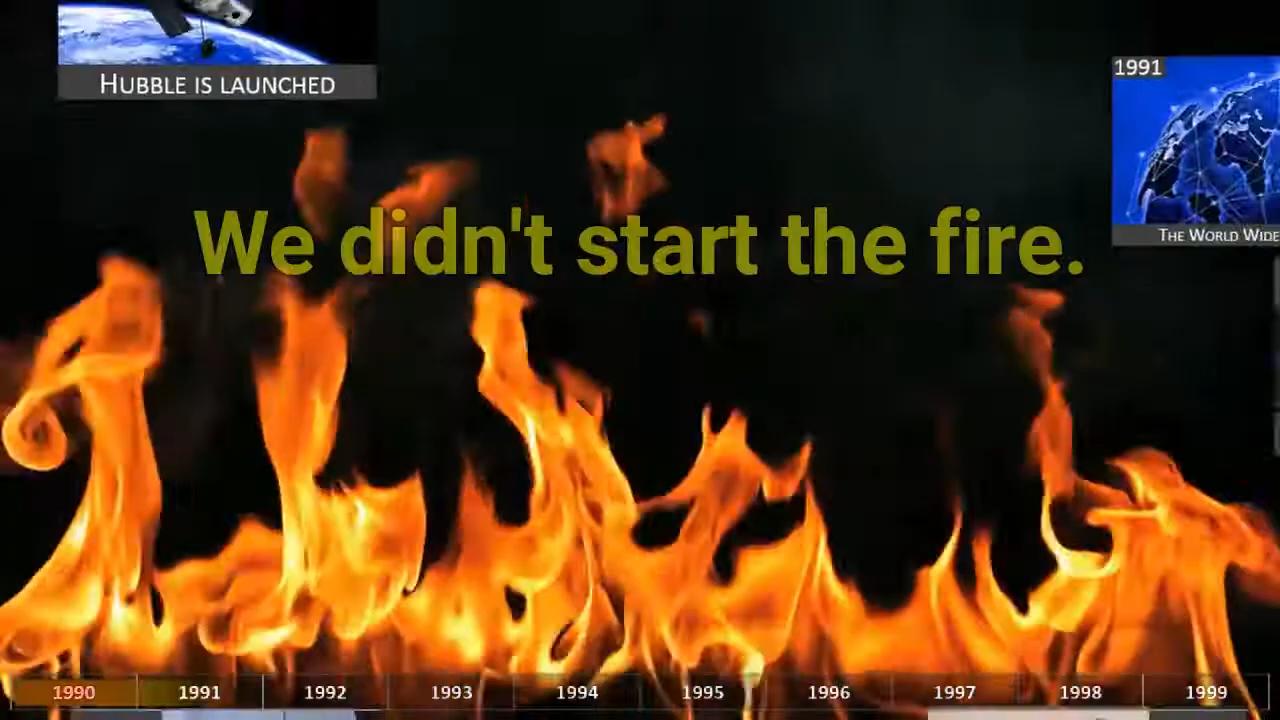 HUBBLE IS LAUNCHED
1991
THE WORLD WIDE
We didn't start the fire.
1990 1991 1992 1993 1994 1995 1996 1997 1998 1999